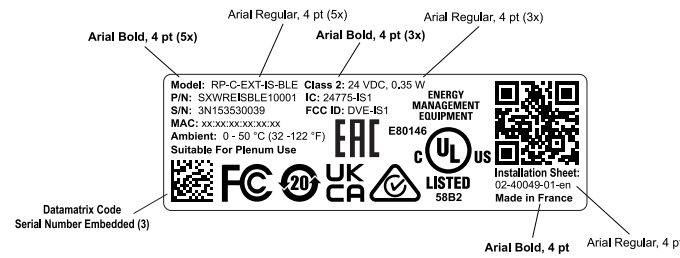 Arial Regular, 4 pt (5x)
Arial Regular, 4 pt (3x)
Arial Bold, 4 pt (5x)
Arial Bold, 4 pt (3x)
Model: RP-C-EXT-IS-BLE Class 2: 24 VDC, 0.35 W
P/N: SXWREISBLE10001 IC: 24775-IS1
S/N: 3N153530039 FCC ID: DVE-IS1
MAC: xx:xx:xx:xx:xx:xx
Ambient: 0 - 50 °C (32 -122 °F)
Suitable For Plenum Use
EAC
E80146
ENERGY
MANAGEMENT
EQUIPMENT
C UL US
LISTED
58B2
FC
20
UK
CA
Installation Sheet:
02-40049-01-en
Made in France
Datamatrix Code
Serial Number Embedded (3)
Arial Bold, 4 pt
Arial Regular, 4 p